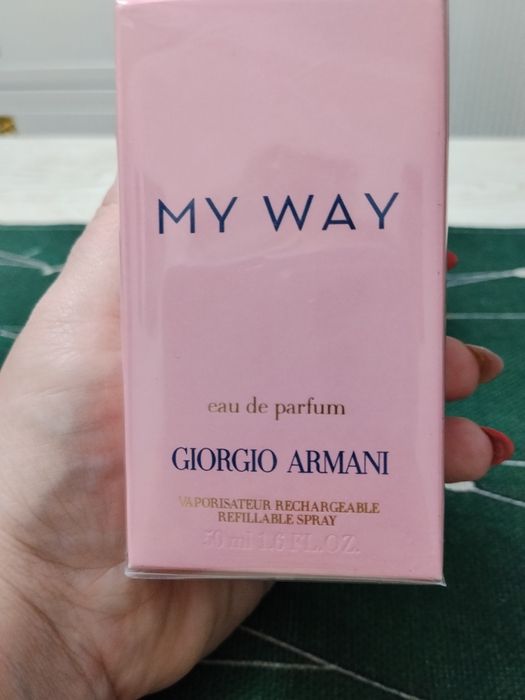 MY WAY
eau de parfum
GIORGIO ARMANI
VAPORISATEUR RECHARGEABLE
REFILLABLE SPRAY
50 ml 1.6 FL.OZ.